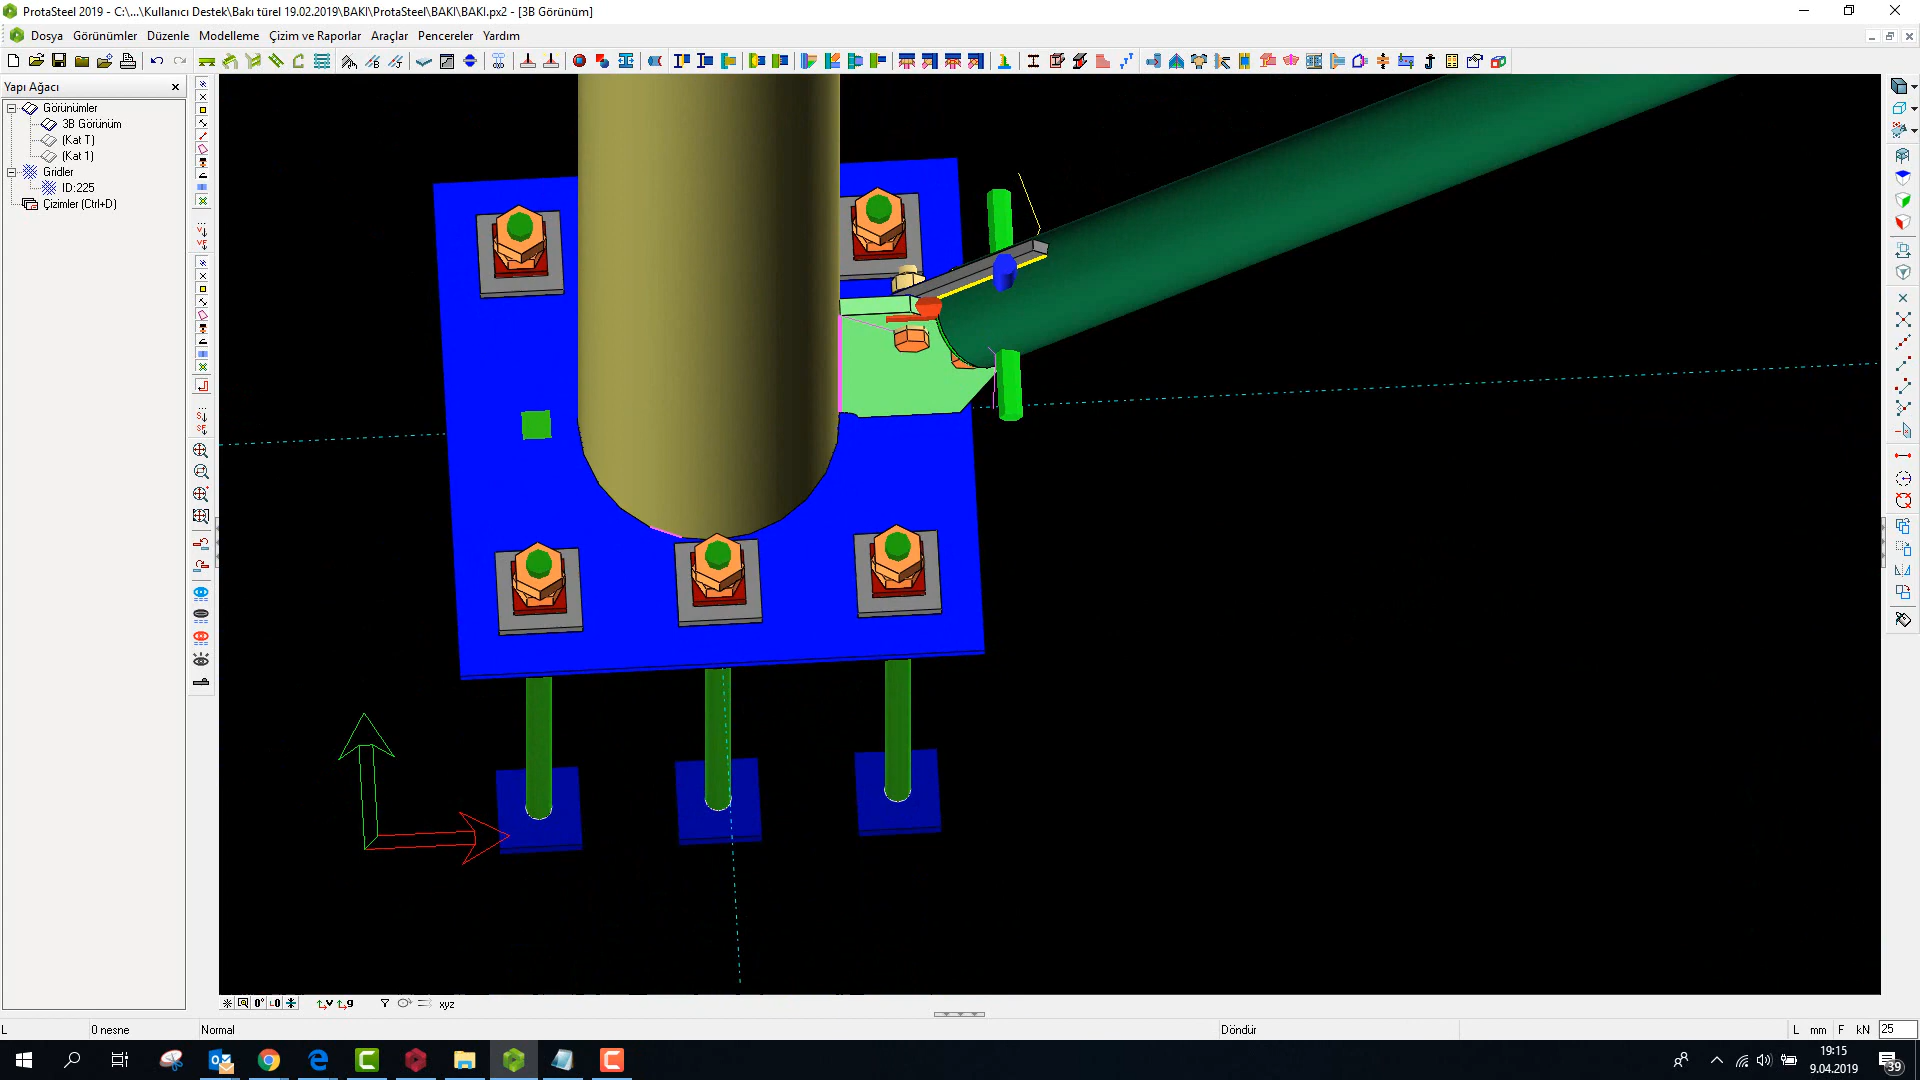 ProtaSteel 2019 - C:\...\Kullanıcı Destek\Bakı türel 19.02.2019\BAKI\ProtaSteel\BAKI\BAKI.px2 - [3B Görünüm]
Dosya Görünümler Düzenle Modelleme Çizim ve Raporlar Araçlar Pencereler Yardım
Yapı Ağacı
Görünümler
3B Görünüm
(Kat T)
(Kat 1)
Gridler
ID:225
Çizimler (Ctrl+D)
xyz
L 0 nesne Normal Döndür L mm F kN 25
19:15
9.04.2019
39